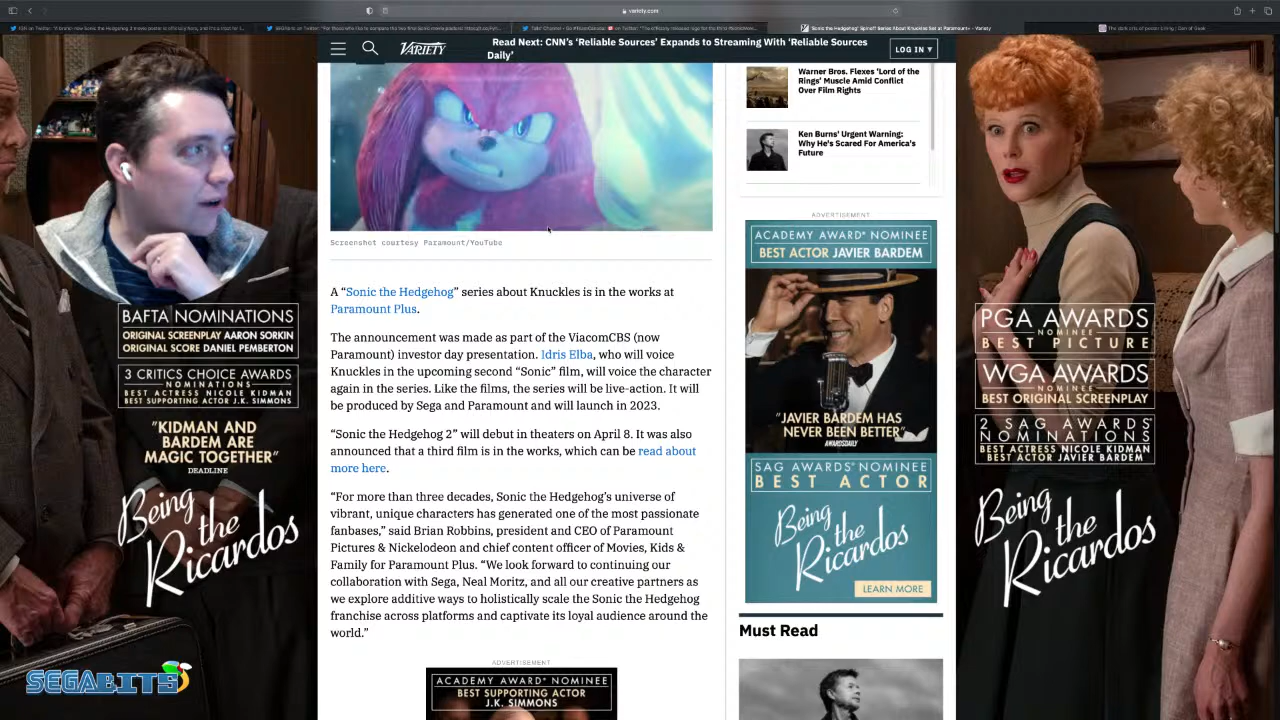 variety.com
'Sonic the Hedgehog' Spinoff Series About Knuckles Set at Paramount+ - Variety
VARIETY
Read Next: CNN's 'Reliable Sources' Expands to Streaming With 'Reliable Sources
Daily'
LOG IN ▾
Warner Bros. Flexes 'Lord of the
Rings' Muscle Amid Conflict
Over Film Rights
Ken Burns' Urgent Warning:
Why He's Scared For America's
Future
Screenshot courtesy Paramount/YouTube
A “Sonic the Hedgehog” series about Knuckles is in the works at
Paramount Plus.
The announcement was made as part of the ViacomCBS (now
Paramount) investor day presentation. Idris Elba, who will voice
Knuckles in the upcoming second “Sonic” film, will voice the character
again in the series. Like the films, the series will be live-action. It will
be produced by Sega and Paramount and will launch in 2023.
“Sonic the Hedgehog 2” will debut in theaters on April 8. It was also
announced that a third film is in the works, which can be read about
more here.
“For more than three decades, Sonic the Hedgehog’s universe of
vibrant, unique characters has generated one of the most passionate
fanbases,” said Brian Robbins, president and CEO of Paramount
Pictures & Nickelodeon and chief content officer of Movies, Kids &
Family for Paramount Plus. “We look forward to continuing our
collaboration with Sega, Neal Moritz, and all our creative partners as
we explore additive ways to holistically scale the Sonic the Hedgehog
franchise across platforms and captivate its loyal audience around the
world.”
ADVERTISEMENT
ACADEMY AWARD® NOMINEE
BEST SUPPORTING ACTOR
J.K. SIMMONS
ADVERTISEMENT
ACADEMY AWARD® NOMINEE
BEST ACTOR JAVIER BARDEM
"JAVIER BARDEM HAS
NEVER BEEN BETTER"
AWARDSDAILY
SAG AWARDS® NOMINATION
BEST ACTOR
Being
the
Ricardos
LEARN MORE
Must Read
BAFTA NOMINATIONS
ORIGINAL SCREENPLAY AARON SORKIN
ORIGINAL SCORE DANIEL PEMBERTON
3 CRITICS CHOICE AWARDS
NOMINATIONS
BEST ACTRESS NICOLE KIDMAN
BEST SUPPORTING ACTOR J.K. SIMMONS
"KIDMAN AND
BARDEM ARE
MAGIC TOGETHER"
DEADLINE
Being
the
Ricardos
SEGABITS
PGA AWARDS
NOMINEE
BEST PICTURE
WGA AWARDS
NOMINEE
BEST ORIGINAL SCREENPLAY
2 SAG AWARDS®
NOMINATIONS
BEST ACTRESS NICOLE KIDMAN
BEST ACTOR JAVIER BARDEM
Being
the
Ricardos